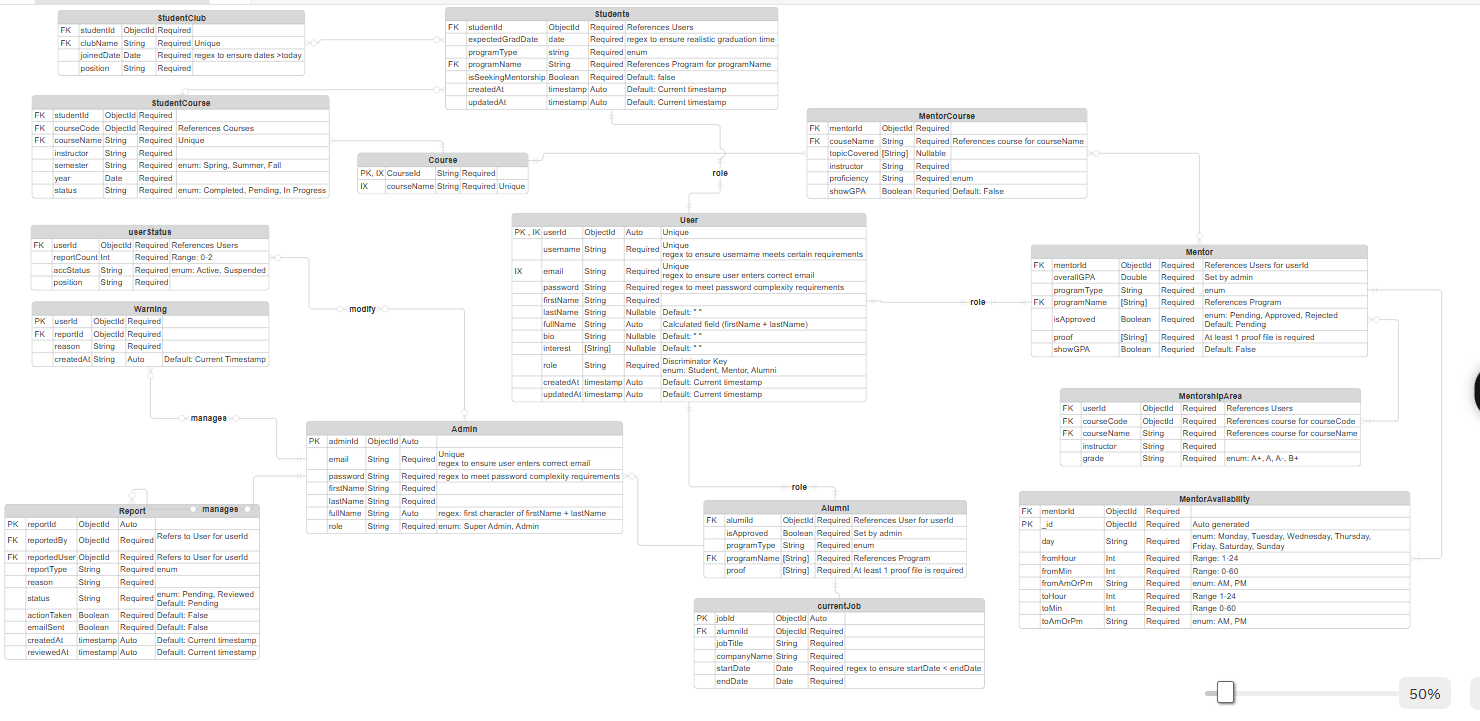 StudentClub
FK studentId ObjectId Required
FK clubName String Required Unique
joinedDate Date Required regex to ensure dates >today
position String Required
Students
FK studentId ObjectId Required References Users
expectedGradDate date Required regex to ensure realistic graduation time
programType string Required enum
FK programName String Required References Program for programName
isSeekingMentorship Boolean Required Default: false
createdAt timestamp Auto Default: Current timestamp
updatedAt timestamp Auto Default: Current timestamp
StudentCourse
FK studentId ObjectId Required
FK courseCode ObjectId Required References Courses
FK courseName String Required Unique
instructor String Required
semester String Required enum: Spring, Summer, Fall
year Date Required
status String Required enum: Completed, Pending, In Progress
Course
PK, IX CourseId String Required
IX courseName String Required Unique
MentorCourse
FK mentorId ObjectId Required
FK couseName String Required References course for courseName
topicCovered [String] Nullable
instructor String Required
proficiency String Required enum
showGPA Boolean Requried Default: False
role
userStatus
FK userId ObjectId Required References Users
reportCount Int Required Range: 0-2
accStatus String Required enum: Active, Suspended
position String Required
User
PK , IK userId ObjectId Auto Unique
username String Required Unique
regex to ensure username meets certain requirements
IX email String Required Unique
regex to ensure user enters correct email
password String Required regex to meet password complexity requirements
firstName String Required
lastName String Nullable Default: " "
fullName String Auto Calculated field (firstName + lastName)
bio String Nullable Default: " "
interest [String] Nullable Default: " "
role String Required Discriminator Key
enum: Student, Mentor, Alumni
createdAt timestamp Auto Default: Current timestamp
updatedAt timestamp Auto Default: Current timestamp
Mentor
FK mentorId ObjectId Required References Users for userId
overallGPA Double Required Set by admin
programType String Required enum
FK programName [String] Required References Program
isApproved Boolean Required enum: Pending, Approved, Rejected
Default: Pending
proof [String] Required At least 1 proof file is required
showGPA Boolean Requried Default: False
role
Warning
PK userId ObjectId Required
FK reportId ObjectId Required
reason String Required
createdAt String Auto Default: Current Timestamp
modify
manages
MentorshipArea
FK userId ObjectId Required References Users
FK courseCode ObjectId Required References course for courseCode
FK courseName String Required References course for courseName
instructor String Required
grade String Required enum: A+, A, A-, B+
Admin
PK adminId ObjectId Auto
email String Required Unique
regex to ensure user enters correct email
password String Required regex to meet password complexity requirements
firstName String Required
lastName String Required
fullName String Auto regex: first character of firstName + lastName
role String Required enum: Super Admin, Admin
role
manages
Report
PK reportId ObjectId Auto
FK reportedBy ObjectId Required Refers to User for userId
FK reportedUser ObjectId Required Refers to User for userId
reportType String Required enum
reason String Required
status String Required enum: Pending, Reviewed
Default: Pending
actionTaken Boolean Required Default: False
emailSent Boolean Required Default: False
createdAt timestamp Auto Default: Current timestamp
reviewedAt timestamp Auto Default: Current timestamp
Alumni
FK alumiId ObjectId Required References User for userId
isApproved Boolean Required Set by admin
programType String Required enum
FK programName [String] Required References Program
proof [String] Required At least 1 proof file is required
MentorAvailability
FK mentorId ObjectId Required
PK _id ObjectId Required Auto generated
day String Required enum: Monday, Tuesday, Wednesday, Thursday,
Friday, Saturday, Sunday
fromHour Int Required Range: 1-24
fromMin Int Required Range: 0-60
fromAmOrPm String Required enum: AM, PM
toHour Int Required Range 1-24
toMin Int Required Range 0-60
toAmOrPm String Required enum: AM, PM
currentJob
PK jobId ObjectId Auto
FK alumniId ObjectId Required
jobTitle String Required
companyName String Required
startDate Date Required regex to ensure startDate < endDate
endDate Date Required
50%